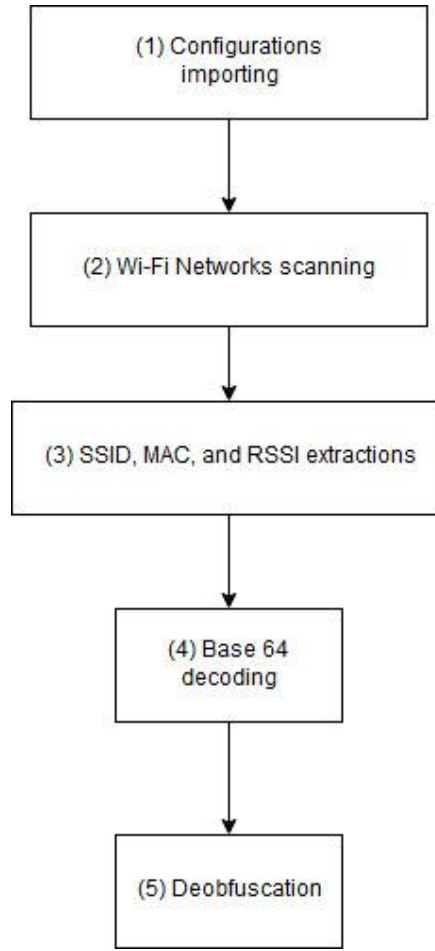 (1) Configurations
importing
(2) Wi-Fi Networks scanning
(3) SSID, MAC, and RSSI extractions
(4) Base 64
decoding
(5) Deobfuscation